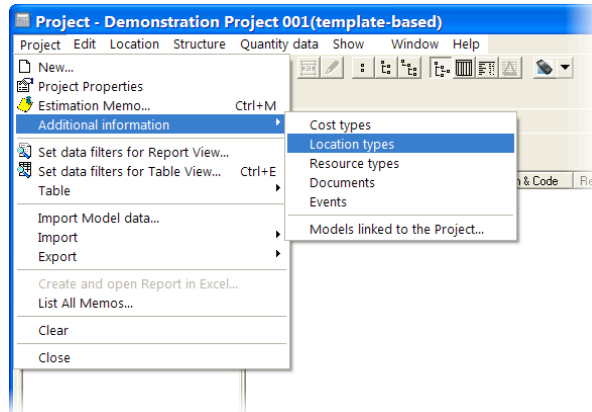 Project - Demonstration Project 001(template-based)
Project Edit Location Structure Quantity data Show Window Help
New...
Project Properties
Estimation Memo... Ctrl+M
Additional information
Cost types
Location types
Resource types
Documents
Events
Models linked to the Project...
Set data filters for Report View...
Set data filters for Table View... Ctrl+E
Table
Import Model data...
Import
Export
Create and open Report in Excel...
List All Memos...
Clear
Close
& Code